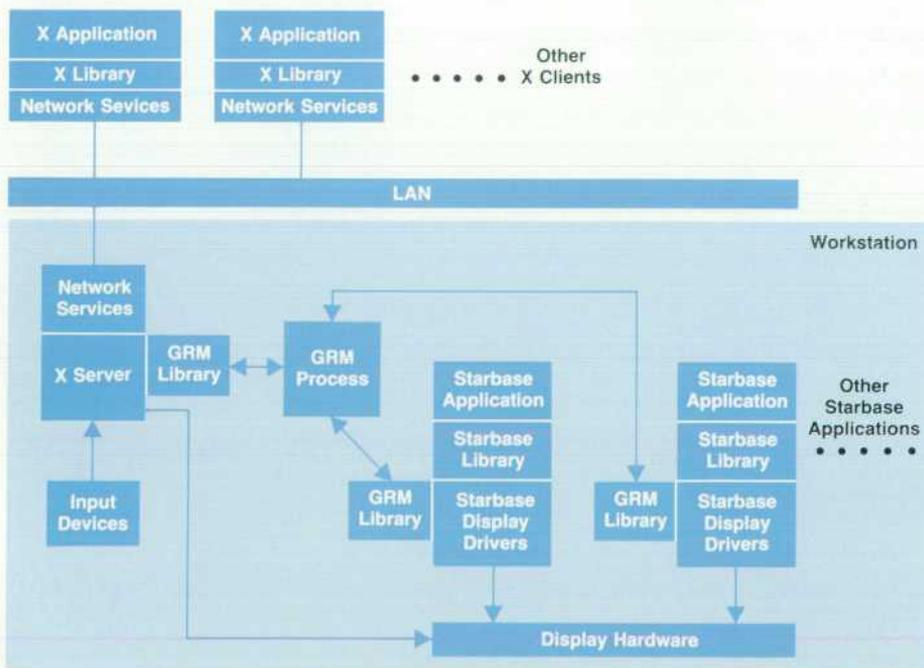 X Application
X Library
Network Sevices
X Application
X Library
Network Sevices
Other
X Clients
LAN
Workstation
Network
Services
X Server
GRM
Library
GRM
Process
Input
Devices
GRM
Library
Starbase
Application
Starbase
Library
Starbase
Display
Drivers
GRM
Library
Starbase
Application
Starbase
Library
Starbase
Display
Drivers
Other
Starbase
Applications
Display Hardware